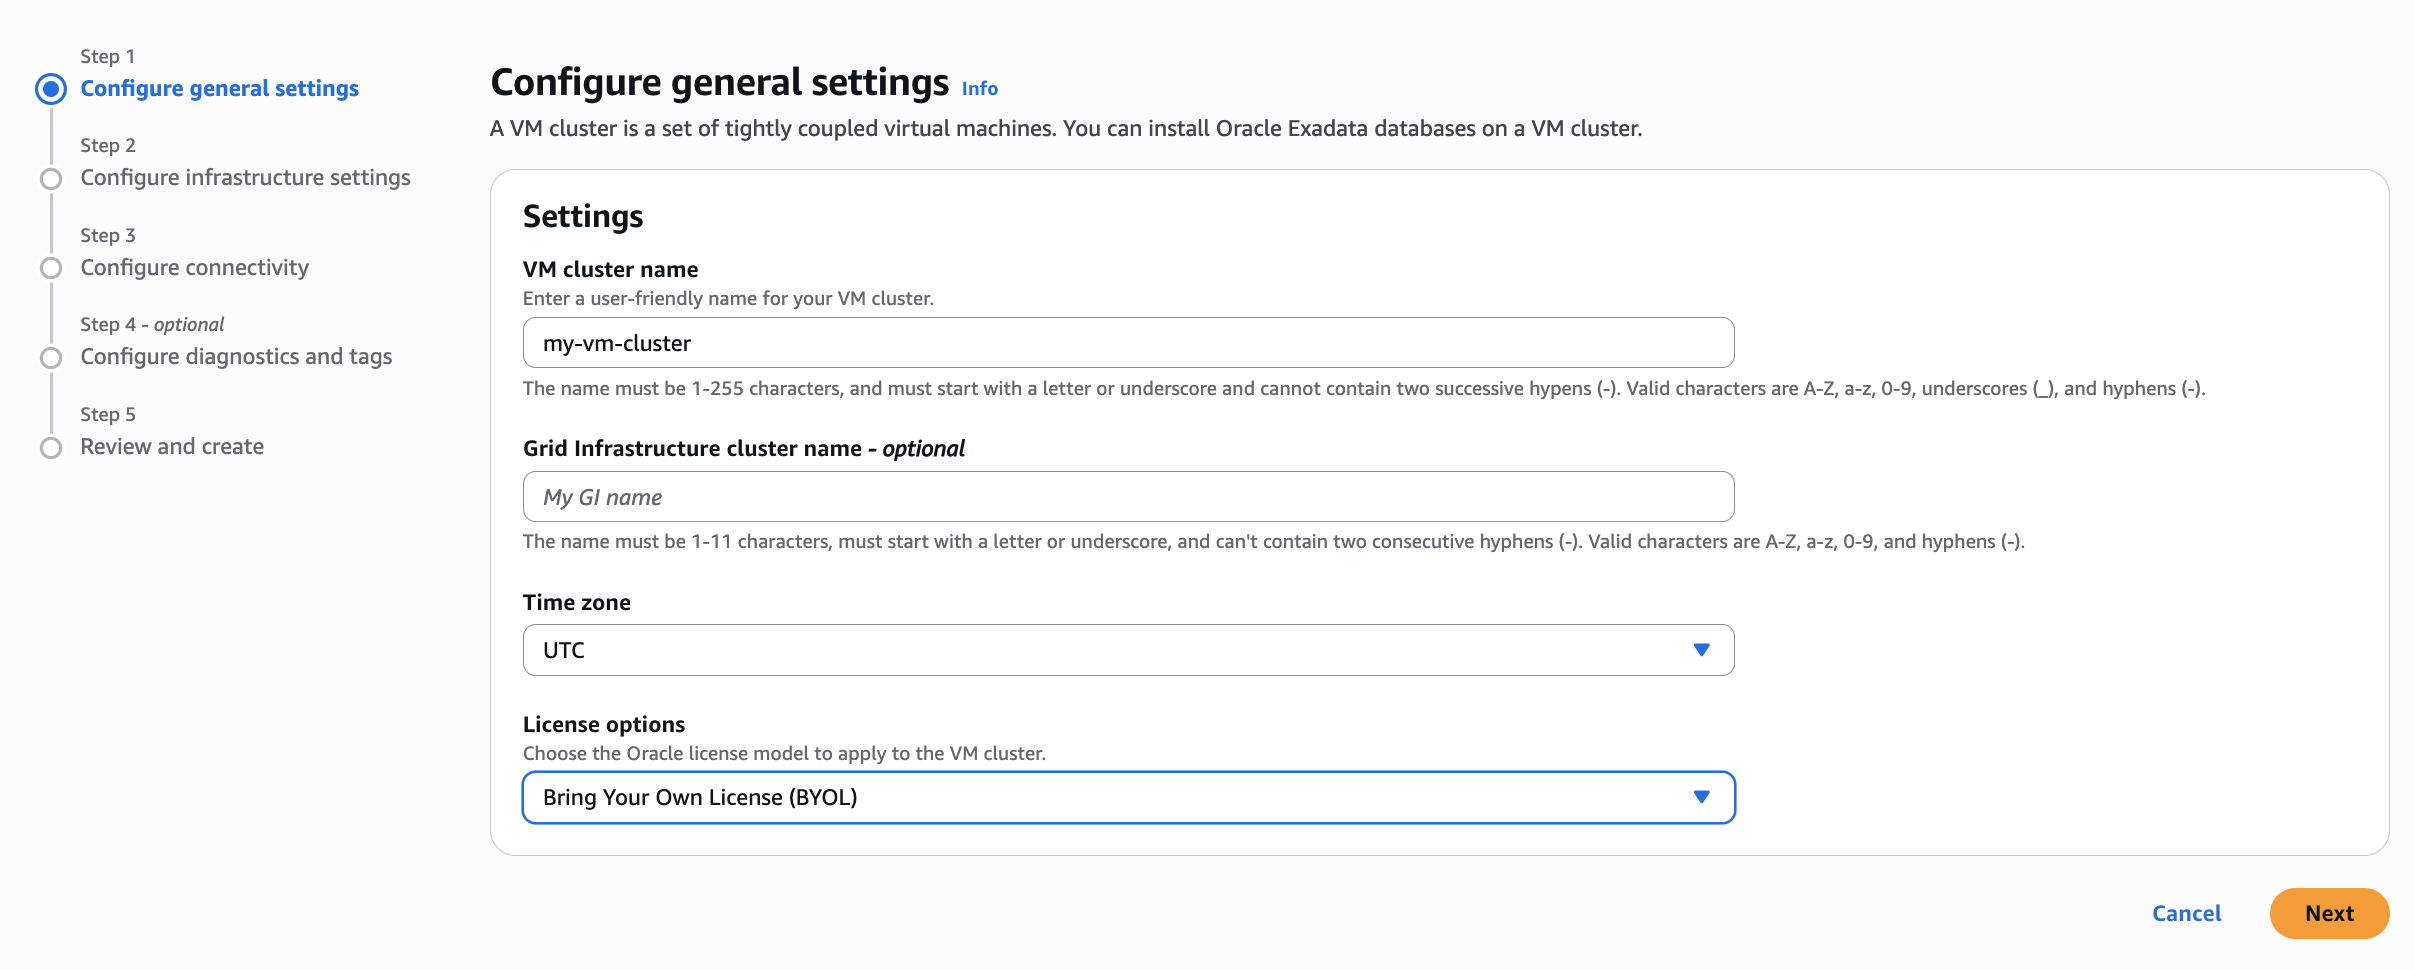 Step 1
Configure general settings
Step 2
Configure infrastructure settings
Step 3
Configure connectivity
Step 4 - optional
Configure diagnostics and tags
Step 5
Review and create
Configure general settings Info
A VM cluster is a set of tightly coupled virtual machines. You can install Oracle Exadata databases on a VM cluster.
Settings
VM cluster name
Enter a user-friendly name for your VM cluster.
my-vm-cluster
The name must be 1-255 characters, and must start with a letter or underscore and cannot contain two successive hypens (-). Valid characters are A-Z, a-z, 0-9, underscores (_), and hyphens (-).
Grid Infrastructure cluster name - optional
My GI name
The name must be 1-11 characters, must start with a letter or underscore, and can't contain two consecutive hyphens (-). Valid characters are A-Z, a-z, 0-9, and hyphens (-).
Time zone
UTC
License options
Choose the Oracle license model to apply to the VM cluster.
Bring Your Own License (BYOL)
Cancel
Next